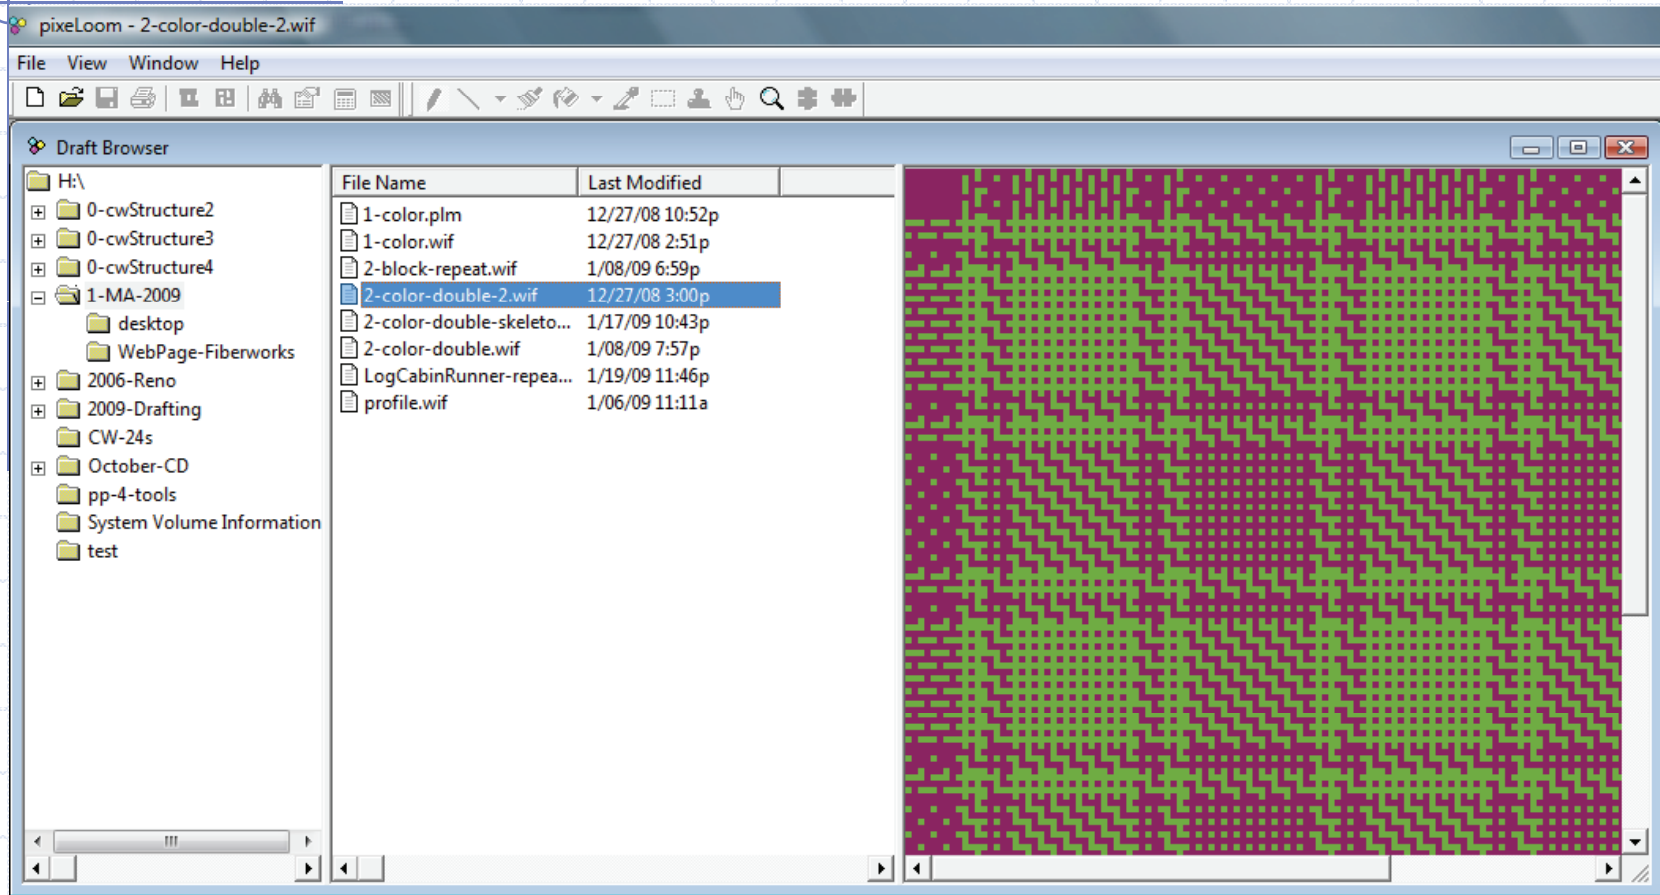 pixeLoom - 2-color-double-2.wif
File View Window Help
Draft Browser
H:\
0-cwStructure2
0-cwStructure3
0-cwStructure4
1-MA-2009
desktop
WebPage-Fiberworks
2006-Reno
2009-Drafting
CW-24s
October-CD
pp-4-tools
System Volume Information
test
File Name Last Modified
1-color.plm 12/27/08 10:52p
1-color.wif 12/27/08 2:51p
2-block-repeat.wif 1/08/09 6:59p
2-color-double-2.wif 12/27/08 3:00p
2-color-double-skeleto... 1/17/09 10:43p
2-color-double.wif 1/08/09 7:57p
LogCabinRunner-repea... 1/19/09 11:46p
profile.wif 1/06/09 11:11a